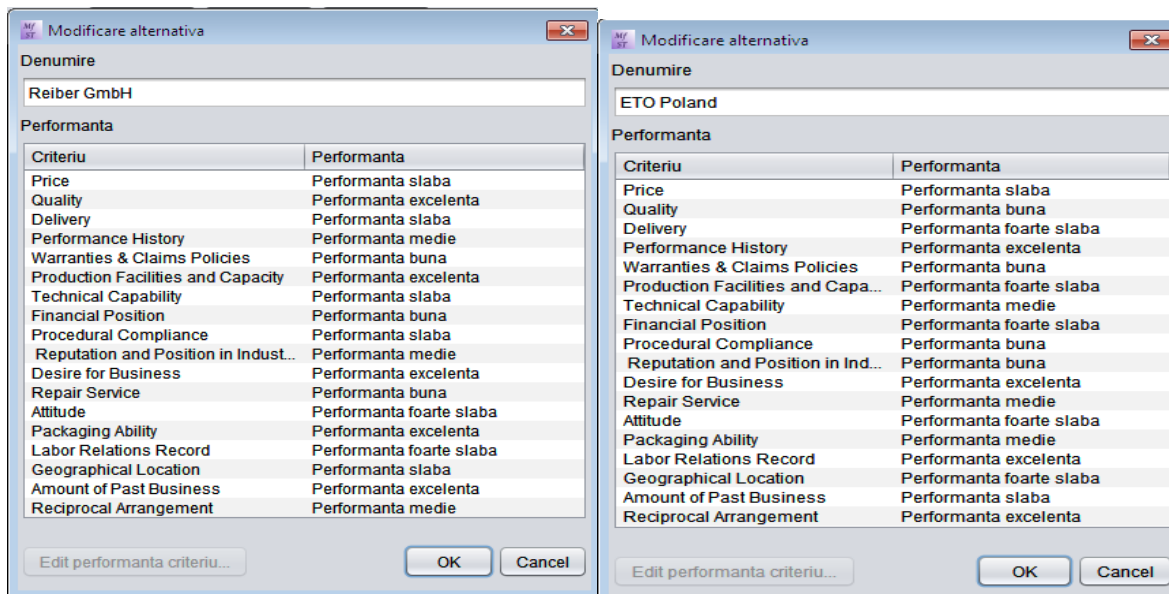 Modificare alternativa
Denumire
Reiber GmbH
Performanta
Criteriu Performanta
Price Performanta slaba
Quality Performanta excelenta
Delivery Performanta slaba
Performance History Performanta medie
Warranties & Claims Policies Performanta buna
Production Facilities and Capacity Performanta excelenta
Technical Capability Performanta slaba
Financial Position Performanta buna
Procedural Compliance Performanta slaba
Reputation and Position in Indust... Performanta medie
Desire for Business Performanta excelenta
Repair Service Performanta buna
Attitude Performanta foarte slaba
Packaging Ability Performanta excelenta
Labor Relations Record Performanta foarte slaba
Geographical Location Performanta slaba
Amount of Past Business Performanta excelenta
Reciprocal Arrangement Performanta medie
Edit performanta criteriu... OK Cancel
Modificare alternativa
Denumire
ETO Poland
Performanta
Criteriu Performanta
Price Performanta slaba
Quality Performanta buna
Delivery Performanta foarte slaba
Performance History Performanta excelenta
Warranties & Claims Policies Performanta buna
Production Facilities and Capa... Performanta foarte slaba
Technical Capability Performanta medie
Financial Position Performanta foarte slaba
Procedural Compliance Performanta buna
Reputation and Position in Ind... Performanta buna
Desire for Business Performanta excelenta
Repair Service Performanta medie
Attitude Performanta foarte slaba
Packaging Ability Performanta medie
Labor Relations Record Performanta excelenta
Geographical Location Performanta foarte slaba
Amount of Past Business Performanta slaba
Reciprocal Arrangement Performanta excelenta
Edit performanta criteriu... OK Cancel